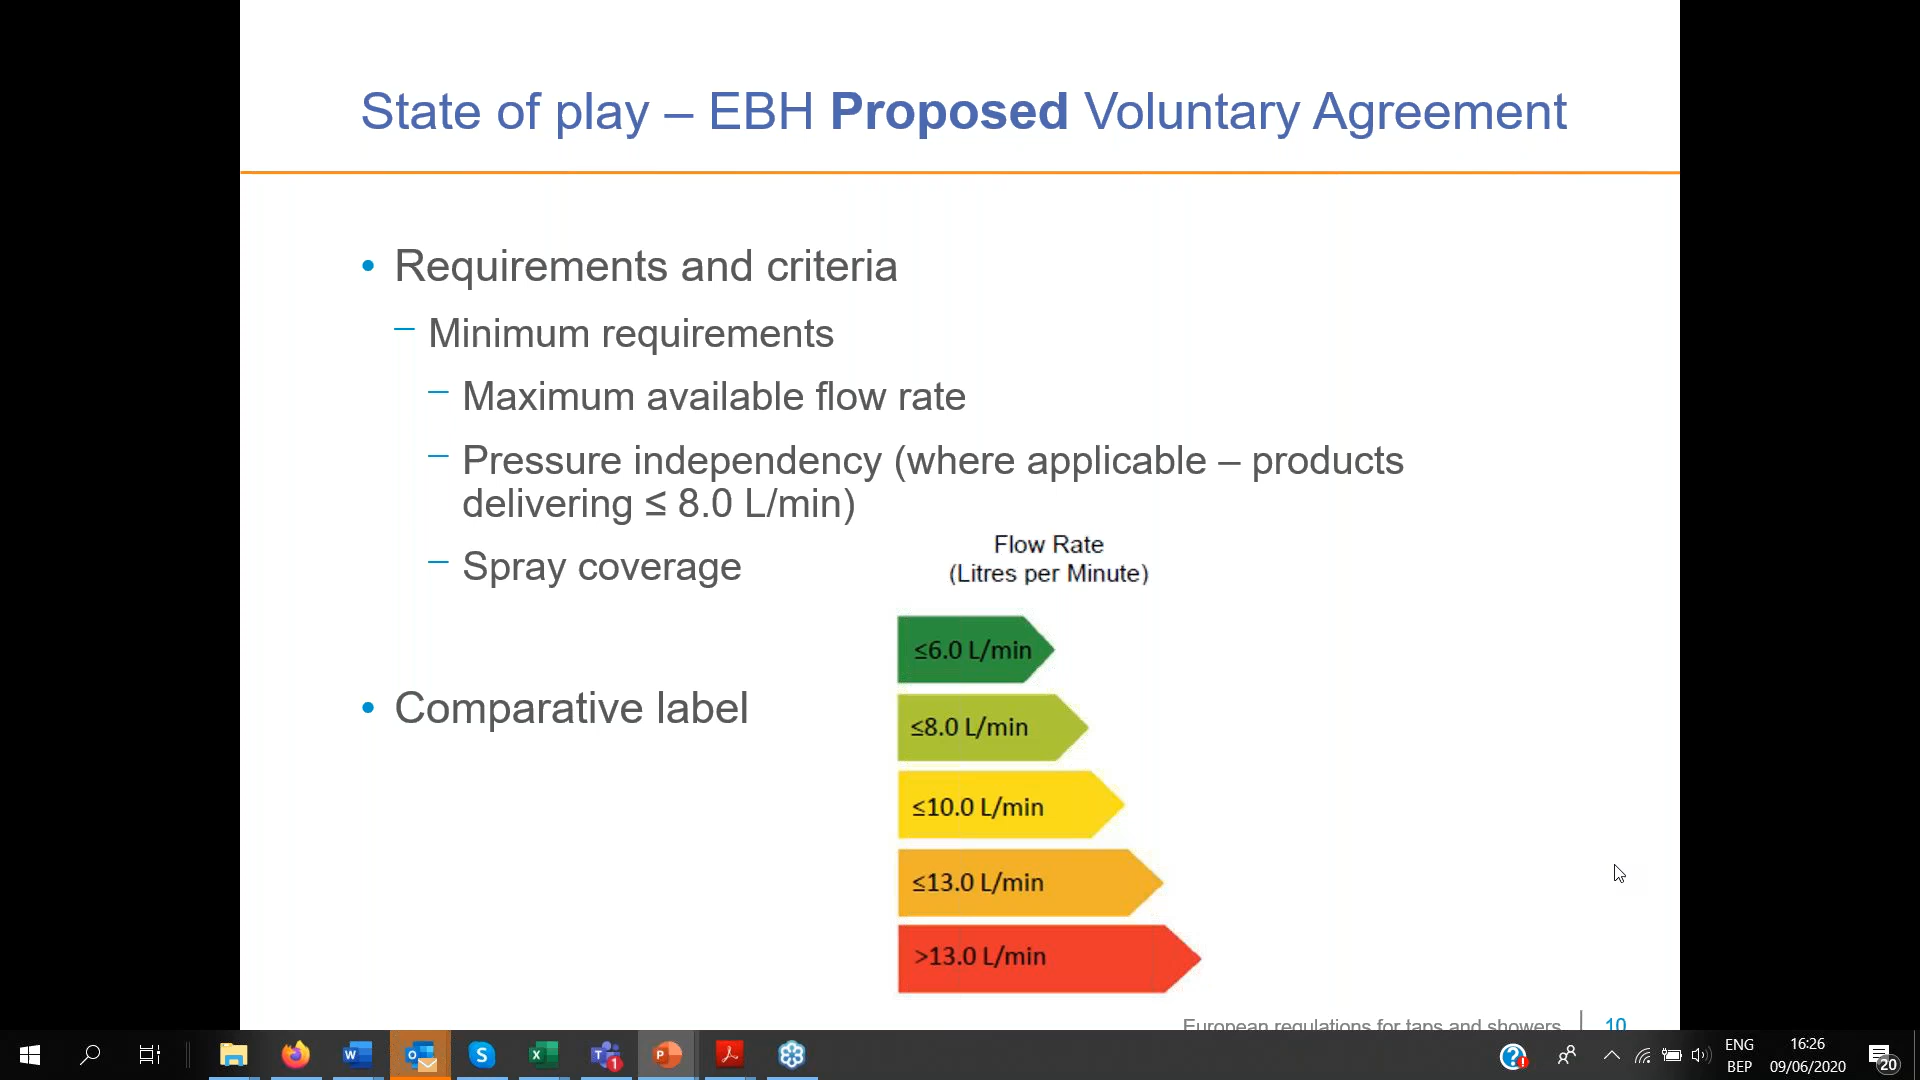 State of play – EBH Proposed Voluntary Agreement
• Requirements and criteria
– Minimum requirements
– Maximum available flow rate
– Pressure independency (where applicable – products
delivering ≤ 8.0 L/min)
– Spray coverage
Flow Rate
(Litres per Minute)
≤6.0 L/min
≤8.0 L/min
≤10.0 L/min
≤13.0 L/min
>13.0 L/min
• Comparative label
European regulations for taps and showers | 10
ENG
BEP
16:26
09/06/2020
20
1